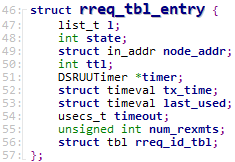 46: struct rreq_tbl_entry {
47: list_t l;
48: int state;
49: struct in_addr node_addr;
50: int ttl;
51: DSRUUTimer *timer;
52: struct timeval tx_time;
53: struct timeval last_used;
54: usecs_t timeout;
55: unsigned int num_rexmts;
56: struct tbl rreq_id_tbl;
57: };